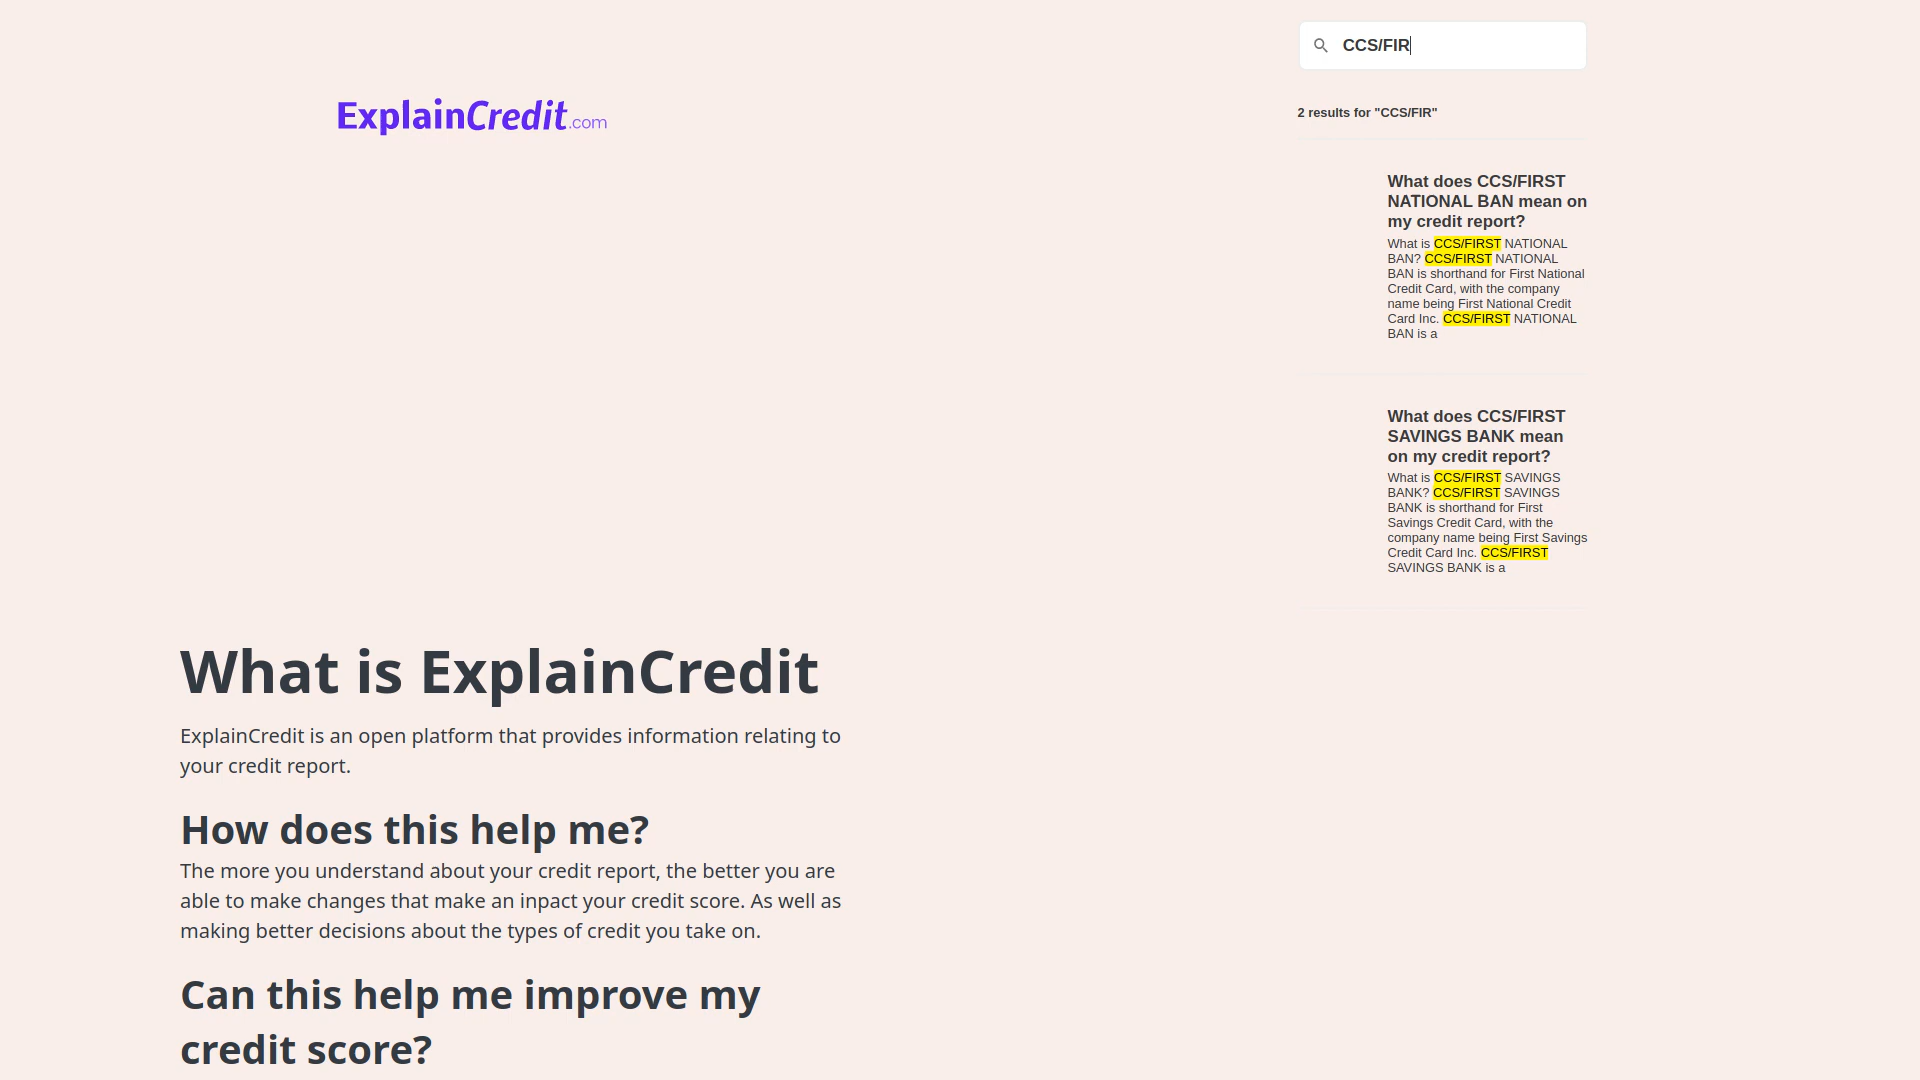 CCS/FIR
2 results for "CCS/FIR"
ExplainCredit.com
What does CCS/FIRST
NATIONAL BAN mean on
my credit report?
What is CCS/FIRST NATIONAL
BAN? CCS/FIRST NATIONAL
BAN is shorthand for First National
Credit Card, with the company
name being First National Credit
Card Inc. CCS/FIRST NATIONAL
BAN is a
What does CCS/FIRST
SAVINGS BANK mean
on my credit report?
What is CCS/FIRST SAVINGS
BANK? CCS/FIRST SAVINGS
BANK is shorthand for First
Savings Credit Card, with the
company name being First Savings
Credit Card Inc. CCS/FIRST
SAVINGS BANK is a
What is ExplainCredit
ExplainCredit is an open platform that provides information relating to
your credit report.
How does this help me?
The more you understand about your credit report, the better you are
able to make changes that make an inpact your credit score. As well as
making better decisions about the types of credit you take on.
Can this help me improve my
credit score?